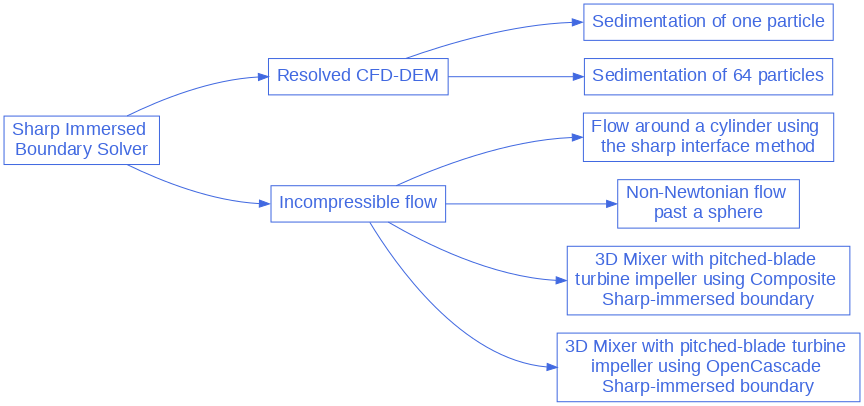 Sharp Immersed
Boundary Solver
Resolved CFD-DEM
Sedimentation of one particle
Sedimentation of 64 particles
Incompressible flow
Flow around a cylinder using
the sharp interface method
Non-Newtonian flow
past a sphere
3D Mixer with pitched-blade
turbine impeller using Composite
Sharp-immersed boundary
3D Mixer with pitched-blade turbine
impeller using OpenCascade
Sharp-immersed boundary